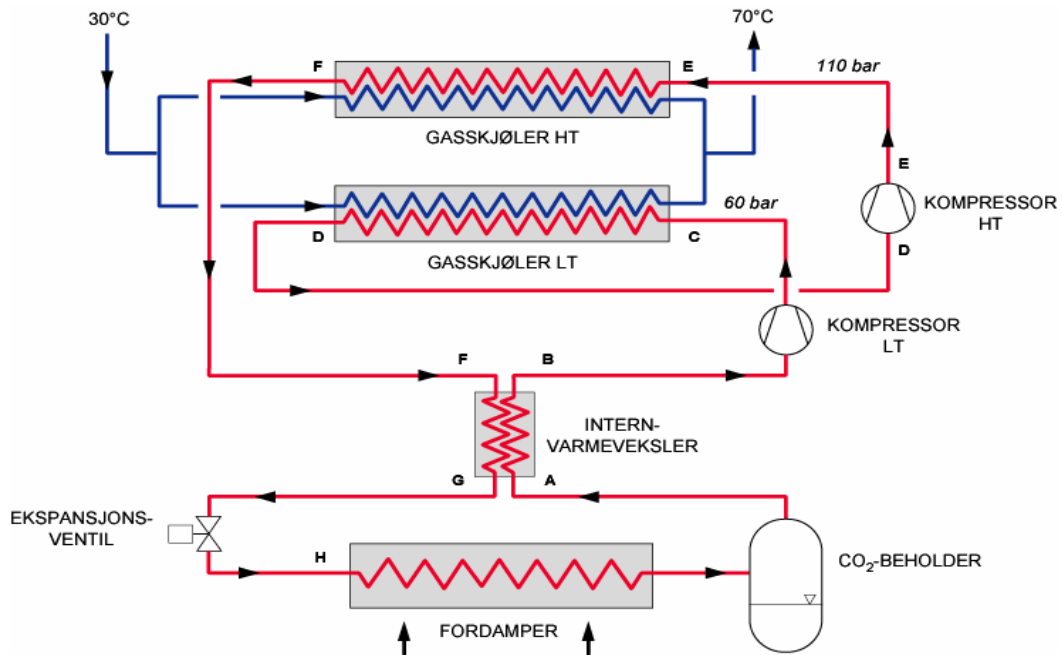 30°C
70°C
F
E
110 bar
GASSKJØLER HT
E
KOMPRESSOR
HT
D
60 bar
D
C
GASSKJØLER LT
KOMPRESSOR
LT
F
B
INTERN-
VARMEVEKSLER
G
A
EKSPANSJONS-
VENTIL
H
CO₂-BEHOLDER
FORDAMPER